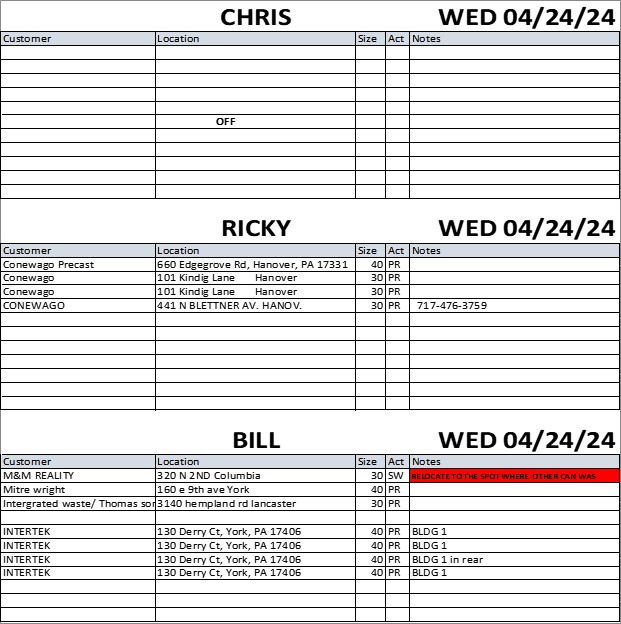 CHRIS WED 04/24/24
Customer Location Size Act Notes
OFF
RICKY WED 04/24/24
Customer Location Size Act Notes
Conewago Precast 660 Edgegrove Rd, Hanover, PA 17331 40 PR
Conewago 101 Kindig Lane Hanover 30 PR
Conewago 101 Kindig Lane Hanover 30 PR
CONEWAGO 441 N BLETTNER AV. HANOV. 30 PR 717-476-3759
BILL WED 04/24/24
Customer Location Size Act Notes
M&M REALITY 320 N 2ND Columbia 30 SW RELOCATE TO THE SPOT WHERE OTHER CAN WAS
Mitre wright 160 e 9th ave York 40 PR
Intergrated waste/ Thomas sor 3140 hempland rd lancaster 30 PR
INTERTEK 130 Derry Ct, York, PA 17406 40 PR BLDG 1
INTERTEK 130 Derry Ct, York, PA 17406 40 PR BLDG 1
INTERTEK 130 Derry Ct, York, PA 17406 40 PR BLDG 1 in rear
INTERTEK 130 Derry Ct, York, PA 17406 40 PR BLDG 1